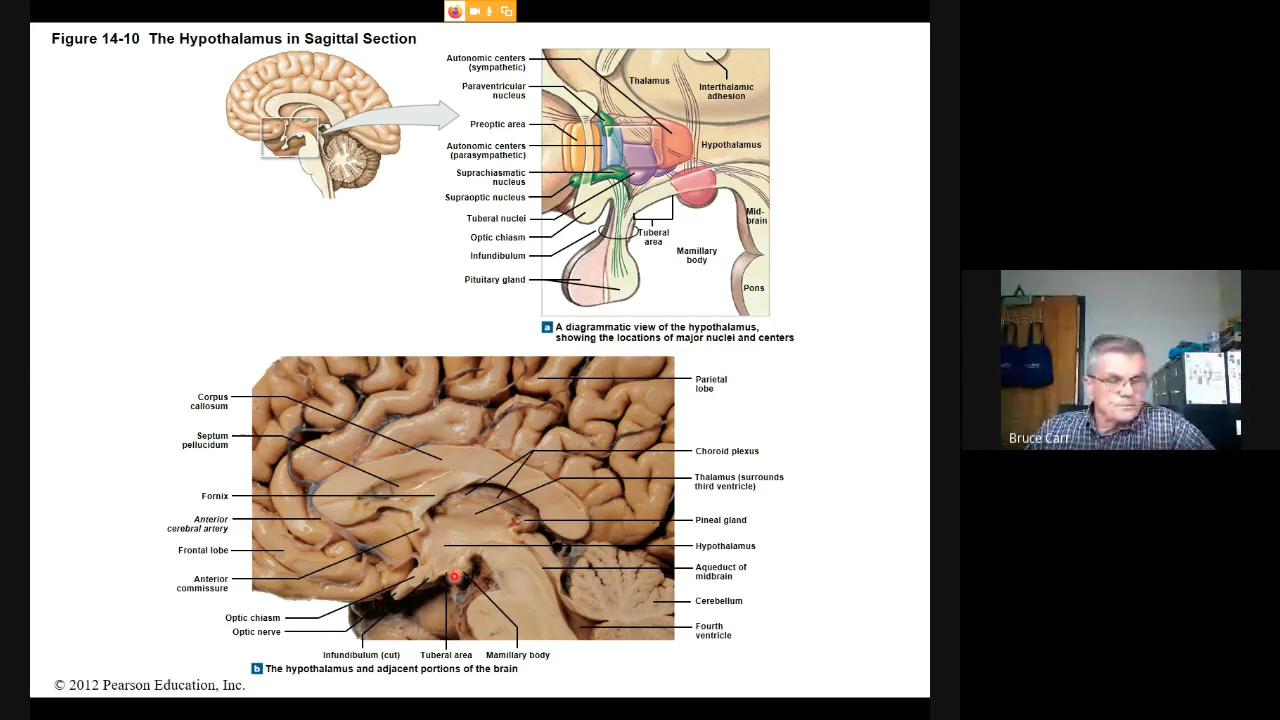 Figure 14-10 The Hypothalamus in Sagittal Section
Autonomic centers
(sympathetic)
Paraventricular
nucleus
Preoptic area
Autonomic centers
(parasympathetic)
Suprachiasmatic
nucleus
Supraoptic nucleus
Tuberal nuclei
Optic chiasm
Infundibulum
Pituitary gland
Thalamus
Interthalamic
adhesion
Hypothalamus
Mid-
brain
Tuberal
area
Mamillary
body
Pons
a A diagrammatic view of the hypothalamus,
showing the locations of major nuclei and centers
Corpus
callosum
Septum
pellucidum
Fornix
Anterior
cerebral artery
Frontal lobe
Anterior
commissure
Optic chiasm
Optic nerve
Infundibulum (cut)
Tuberal area
Mamillary body
Parietal
lobe
Choroid plexus
Thalamus (surrounds
third ventricle)
Pineal gland
Hypothalamus
Aqueduct of
midbrain
Cerebellum
Fourth
ventricle
b The hypothalamus and adjacent portions of the brain
© 2012 Pearson Education, Inc.
Bruce Carr